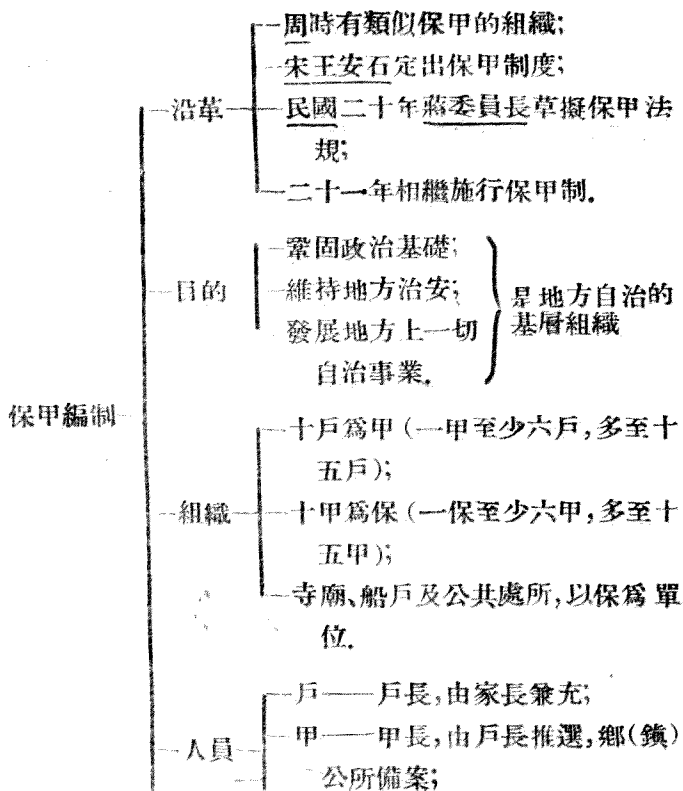 保甲編制
沿革
周時有類似保甲的組織;
宋王安石定出保甲制度;
民國二十年蔣委員長草擬保甲法
規;
二十一年相繼施行保甲制.
目的
鞏固政治基礎;
維持地方治安;
發展地方上一切
自治事業.
是地方自治的
基層組織
組織
十戶爲甲(一甲至少六戶,多至十
五戶);
十甲爲保(一保至少六甲,多至十
五甲);
寺廟、船戶及公共處所,以保爲單
位.
人員
戶——戶長,由家長兼充;
甲——甲長,由戶長推選,鄉(鎮)
公所備案;